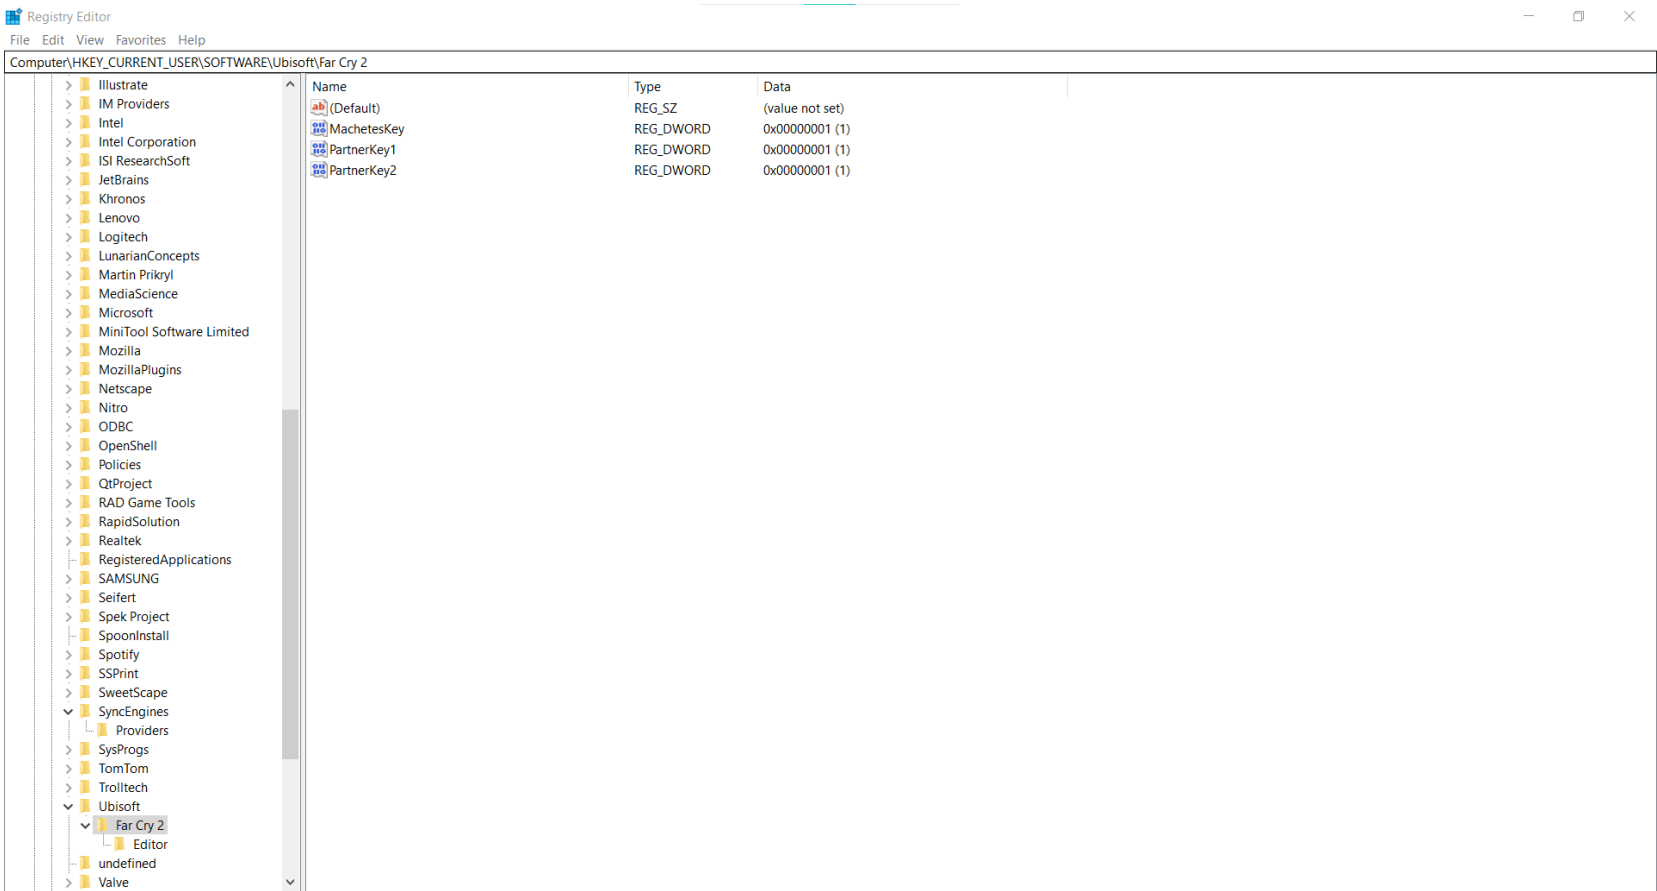 Registry Editor
File Edit View Favorites Help
Computer\HKEY_CURRENT_USER\SOFTWARE\Ubisoft\Far Cry 2
Illustrate
IM Providers
Intel
Intel Corporation
ISI ResearchSoft
JetBrains
Khronos
Lenovo
Logitech
LunarianConcepts
Martin Prikryl
MediaScience
Microsoft
MiniTool Software Limited
Mozilla
MozillaPlugins
Netscape
Nitro
ODBC
OpenShell
Policies
QtProject
RAD Game Tools
RapidSolution
Realtek
RegisteredApplications
SAMSUNG
Seifert
Spek Project
SpoonInstall
Spotify
SSPrint
SweetScape
SyncEngines
Providers
SysProgs
TomTom
Trolltech
Ubisoft
Far Cry 2
Editor
undefined
Valve
Name Type Data
(Default) REG_SZ (value not set)
MachetesKey REG_DWORD 0x00000001 (1)
PartnerKey1 REG_DWORD 0x00000001 (1)
PartnerKey2 REG_DWORD 0x00000001 (1)